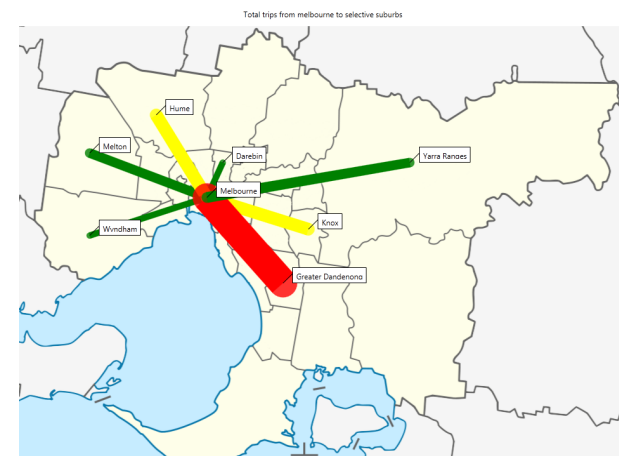 Total trips from melbourne to selective suburbs
Hume
Melton
Darebin
Yarra Ranges
Melbourne
Knox
Wyndham
Greater Dandenong